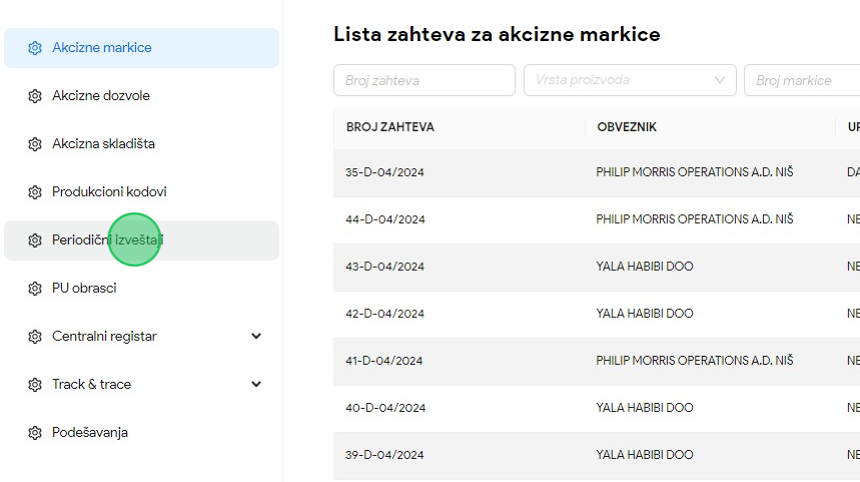 Akcizne markice
Akcizne dozvole
Akcizna skladišta
Produkcioni kodovi
Periodični izveštaji
PU obrasci
Centralni registar
Track & trace
Podešavanja
Lista zahteva za akcizne markice
Broj zahteva Vrsta proizvoda Broj markice
BROJ ZAHTEVA OBVEZNIK UP
35-D-04/2024 PHILIP MORRIS OPERATIONS A.D. NIŠ DA
44-D-04/2024 PHILIP MORRIS OPERATIONS A.D. NIŠ NE
43-D-04/2024 YALA HABIBI DOO NE
42-D-04/2024 YALA HABIBI DOO NE
41-D-04/2024 PHILIP MORRIS OPERATIONS A.D. NIŠ NE
40-D-04/2024 YALA HABIBI DOO NE
39-D-04/2024 YALA HABIBI DOO NE